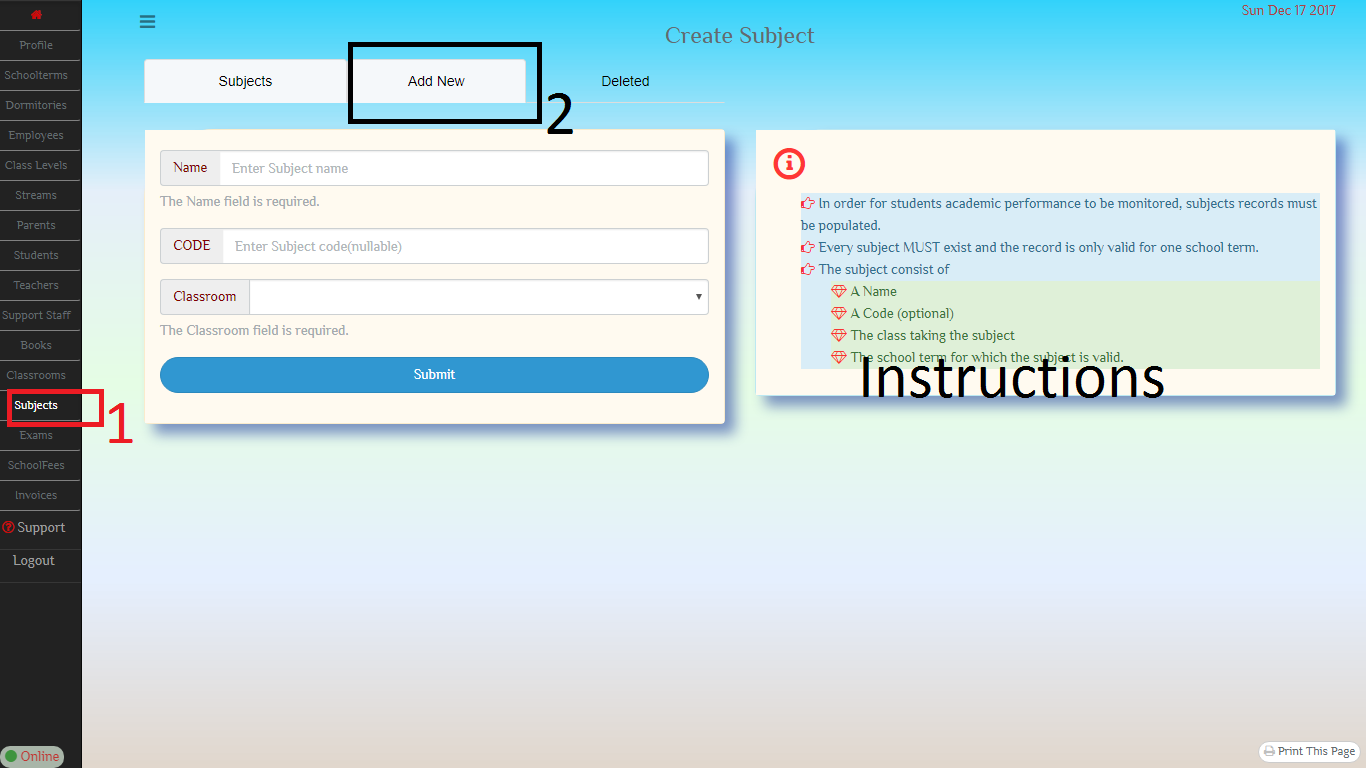 Sun Dec 17 2017
Create Subject
Profile
Schoolterms
Dormitories
Employees
Class Levels
Streams
Parents
Students
Teachers
Support Staff
Books
Classrooms
Subjects
1
Exams
SchoolFees
Invoices
Support
Logout
Online
Subjects
Add New
Deleted
2
Name
Enter Subject name
The Name field is required.
CODE
Enter Subject code(nullable)
Classroom
The Classroom field is required.
Submit
In order for students academic performance to be monitored, subjects records must
be populated.
Every subject MUST exist and the record is only valid for one school term.
The subject consist of
A Name
A Code (optional)
The class taking the subject
The school term for which the subject is valid.
Instructions
Print This Page